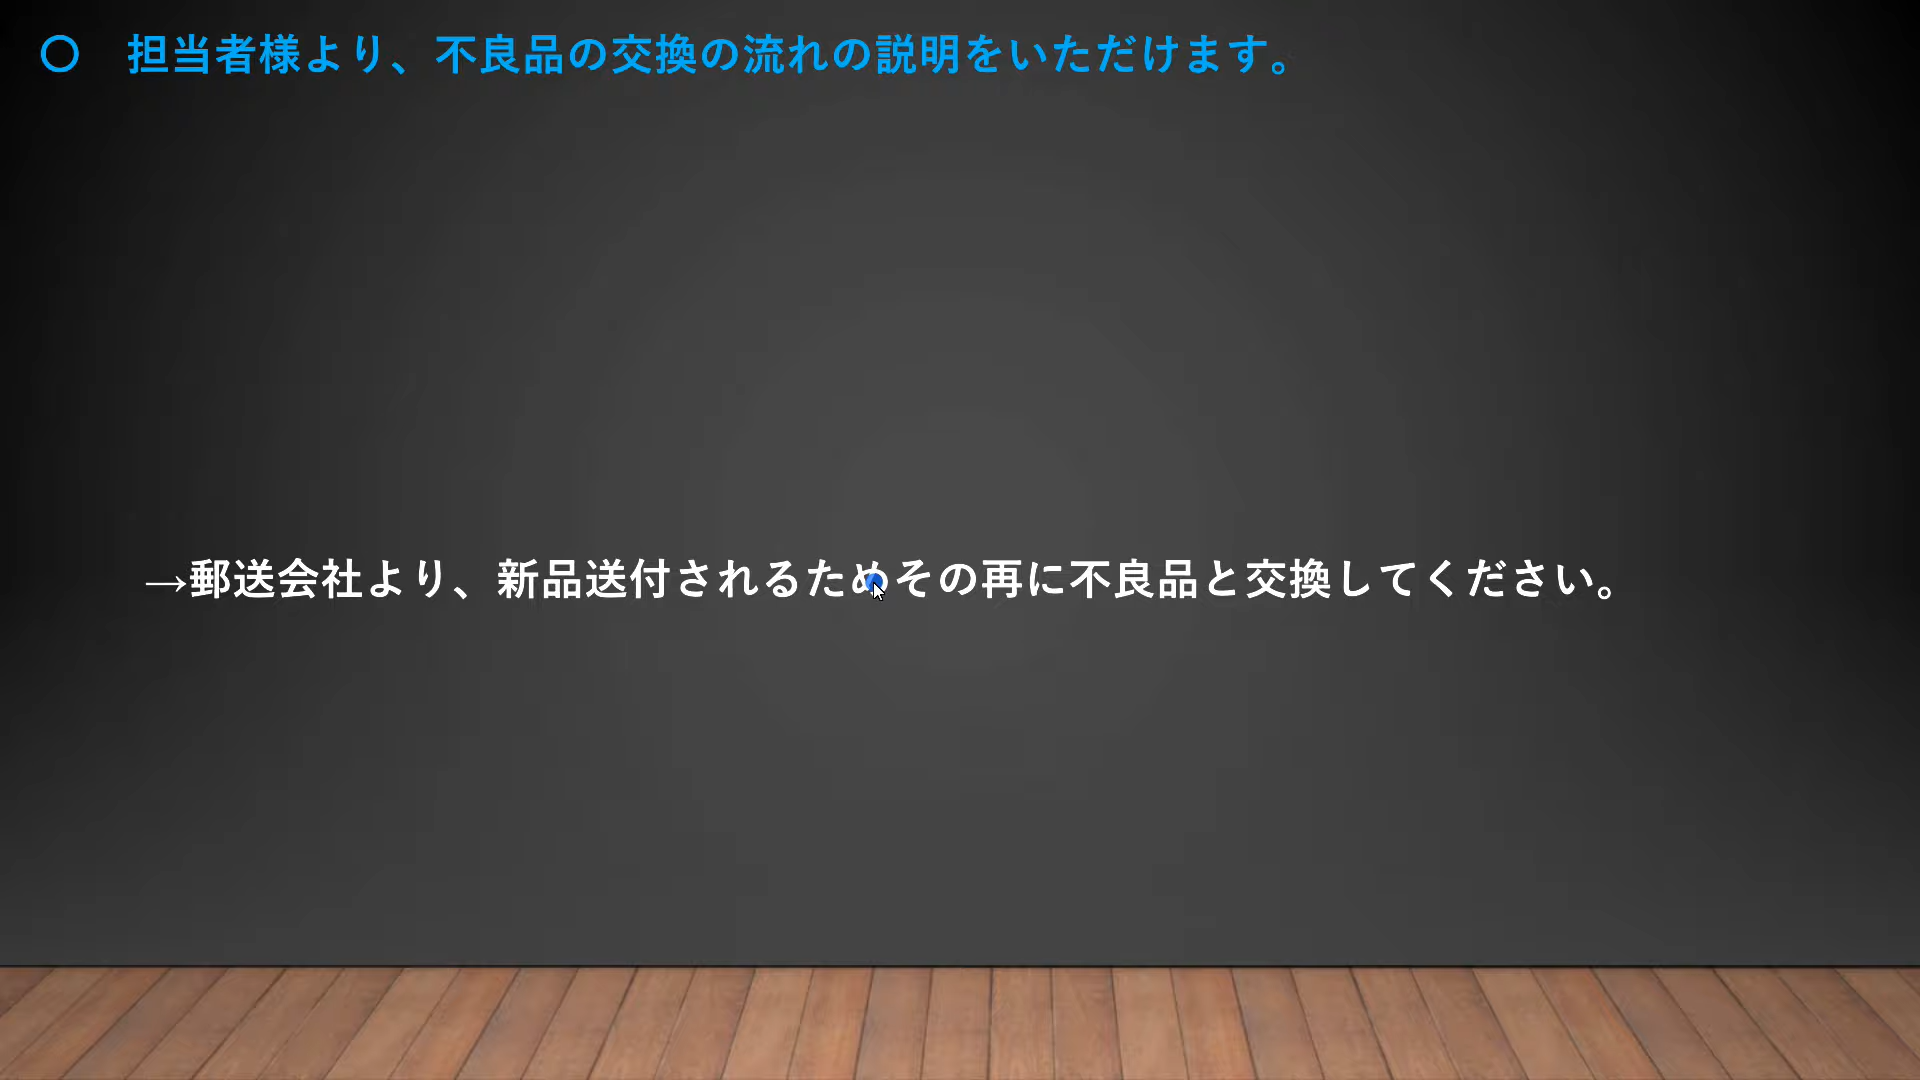 〇　担当者様より、不良品の交換の流れの説明をいただけます。
→郵送会社より、新品送付されるためその再に不良品と交換してください。